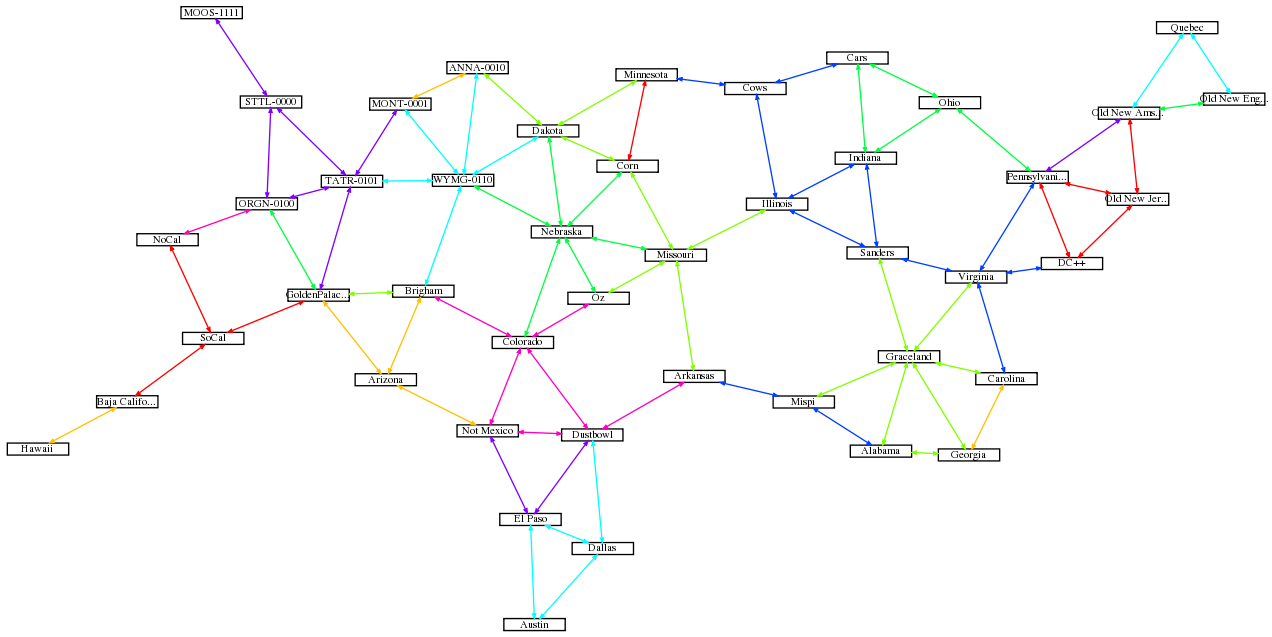 MOOS-1111
Quebec
Cars
ANNA-0010
Minnesota
Cows
STTL-0000
MONT-0001
Ohio
Old New Eng...
Old New Ams...
Dakota
Indiana
Corn
TATR-0101
WYMG-0110
Pennsylvani...
Old New Jer...
ORGN-0100
Illinois
Nebraska
NoCal
Missouri
Sanders
DC++
Virginia
GoldenPalac...
Brigham
Oz
SoCal
Colorado
Graceland
Arizona
Arkansas
Carolina
Baja Califo...
Mispi
Not Mexico
Dustbowl
Hawaii
Alabama
Georgia
El Paso
Dallas
Austin